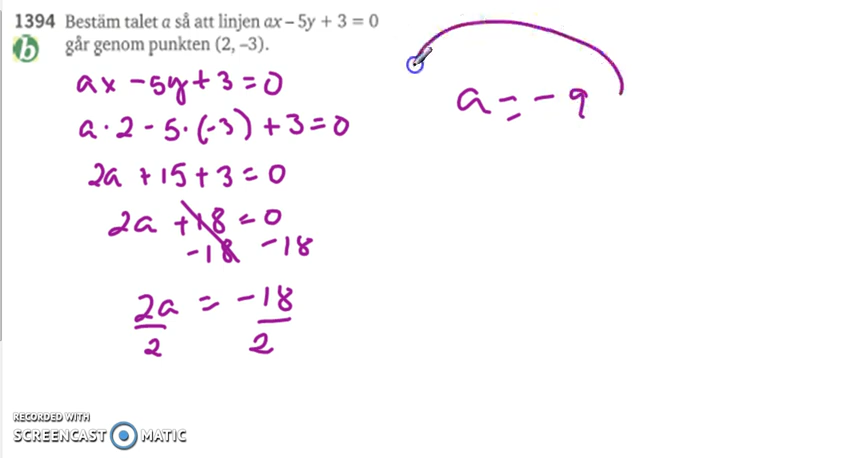 1394 Bestäm talet a så att linjen ax – 5y + 3 = 0
b går genom punkten (2, –3).
ax - 5y + 3 = 0
a · 2 - 5 · (-3) + 3 = 0
2a + 15 + 3 = 0
2a + 18 = 0
-18 -18
2a = -18
2 2
a = -9
RECORDED WITH
SCREENCAST MATIC